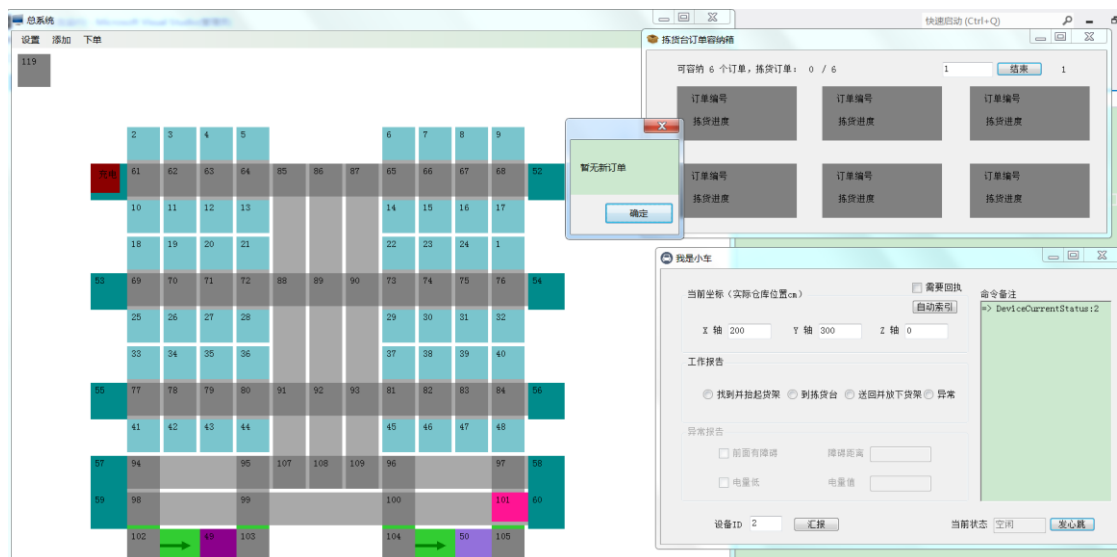 总系统
设置 添加 下单
119
2 3 4 5 6 7 8 9
充电 61 62 63 64 85 86 87 65 66 67 68 52
10 11 12 13 14 15 16 17
18 19 20 21 22 23 24 1
53 69 70 71 72 88 89 90 73 74 75 76 54
25 26 27 28 29 30 31 32
33 34 35 36 37 38 39 40
55 77 78 79 80 91 92 93 81 82 83 84 56
41 42 43 44 45 46 47 48
57 94 95 107 108 109 96 97 58
59 98 99 100 101 60
102 49 103 104 50 105
快速启动 (Ctrl+Q)
拣货台订单容纳箱
可容纳 6 个订单，拣货订单： 0 / 6 1 结束 1
订单编号 订单编号 订单编号
拣货进度 拣货进度 拣货进度
订单编号 订单编号 订单编号
拣货进度 拣货进度 拣货进度
暂无新订单
确定
我是小车
当前坐标（实际仓库位置cm） 需要回执
自动索引
X 轴 200 Y 轴 300 Z 轴 0
工作报告
找到并抬起货架 到拣货台 送回并放下货架 异常
异常报告
前面有障碍 障碍距离
电量低 电量值
设备ID 2 汇报
命令备注
=> DeviceCurrentStatus:2
当前状态 空闲 发心跳